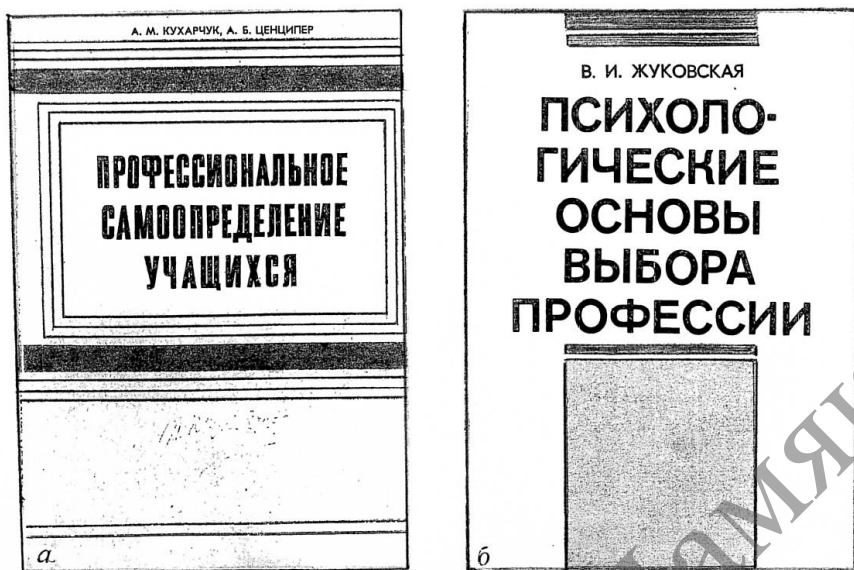 А. М. КУХАРЧУК, А. Б. ЦЕНЦИПЕР
ПРОФЕССИОНАЛЬНОЕ
САМООПРЕДЕЛЕНИЕ
УЧАЩИХСЯ
а
В. И. ЖУКОВСКАЯ
ПСИХОЛО-
ГИЧЕСКИЕ
ОСНОВЫ
ВЫБОРА
ПРОФЕССИИ
б